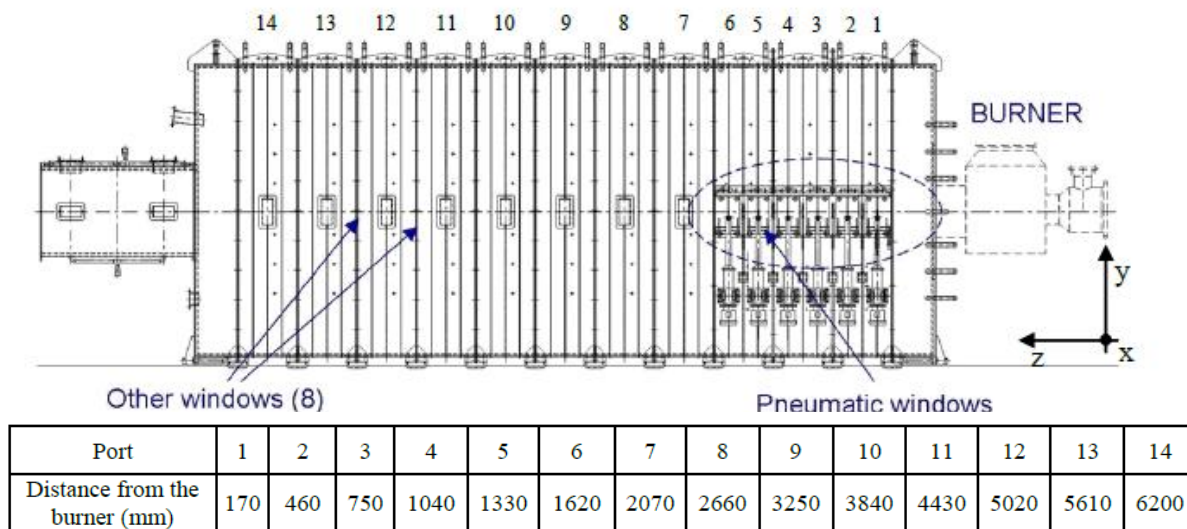 14 13 12 11 10 9 8 7 6 5 4 3 2 1
BURNER
y
z x
Other windows (8)
Pneumatic windows
Port 1 2 3 4 5 6 7 8 9 10 11 12 13 14
Distance from the
burner (mm) 170 460 750 1040 1330 1620 2070 2660 3250 3840 4430 5020 5610 6200